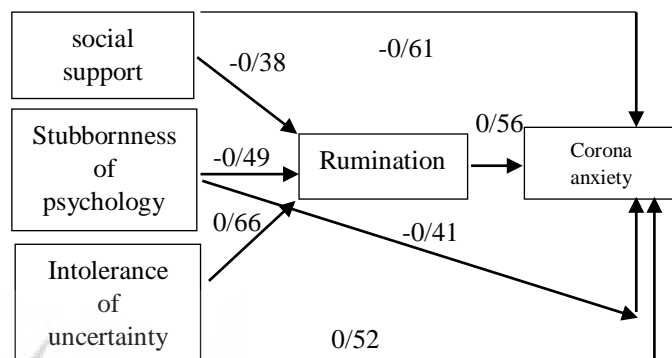 social
support
-0/61
-0/38
Stubbornness
of
psychology
-0/49
Rumination
0/56
Corona
anxiety
0/66
-0/41
Intolerance
of
uncertainty
0/52